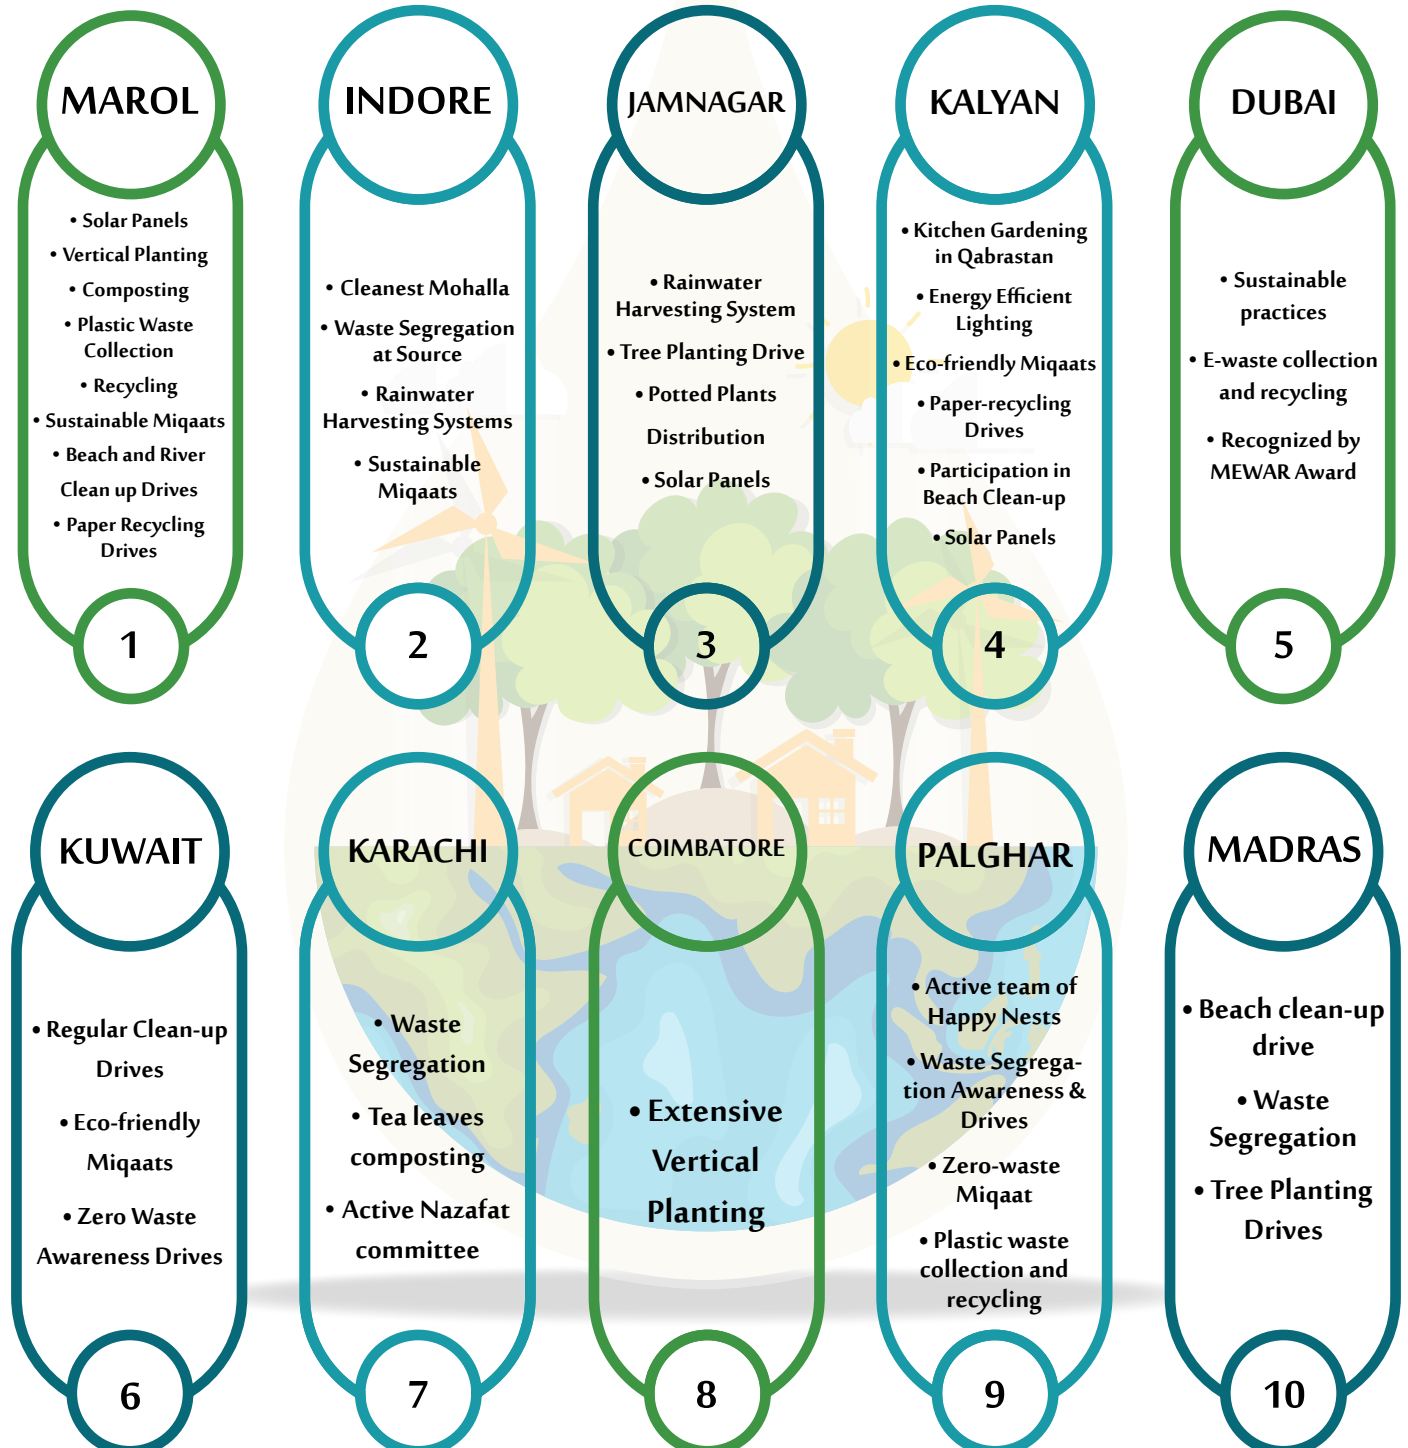 MAROL
• Solar Panels
• Vertical Planting
• Composting
• Plastic Waste
Collection
• Recycling
• Sustainable Miqaats
• Beach and River
Clean up Drives
• Paper Recycling
Drives
1
INDORE
• Cleanest Mohalla
• Waste Segregation
at Source
• Rainwater
Harvesting Systems
• Sustainable
Miqaats
2
JAMNAGAR
• Rainwater
Harvesting System
• Tree Planting Drive
• Potted Plants
Distribution
• Solar Panels
3
KALYAN
• Kitchen Gardening
in Qabrastan
• Energy Efficient
Lighting
• Eco-friendly Miqaats
• Paper-recycling
Drives
• Participation in
Beach Clean-up
• Solar Panels
4
DUBAI
• Sustainable
practices
• E-waste collection
and recycling
• Recognized by
MEWAR Award
5
KUWAIT
• Regular Clean-up
Drives
• Eco-friendly
Miqaats
• Zero Waste
Awareness Drives
6
KARACHI
• Waste
Segregation
• Tea leaves
composting
• Active Nazafat
committee
7
COIMBATORE
• Extensive
Vertical
Planting
8
PALGHAR
• Active team of
Happy Nests
• Waste Segrega-
tion Awareness &
Drives
• Zero-waste
Miqaat
• Plastic waste
collection and
recycling
9
MADRAS
• Beach clean-up
drive
• Waste
Segregation
• Tree Planting
Drives
10